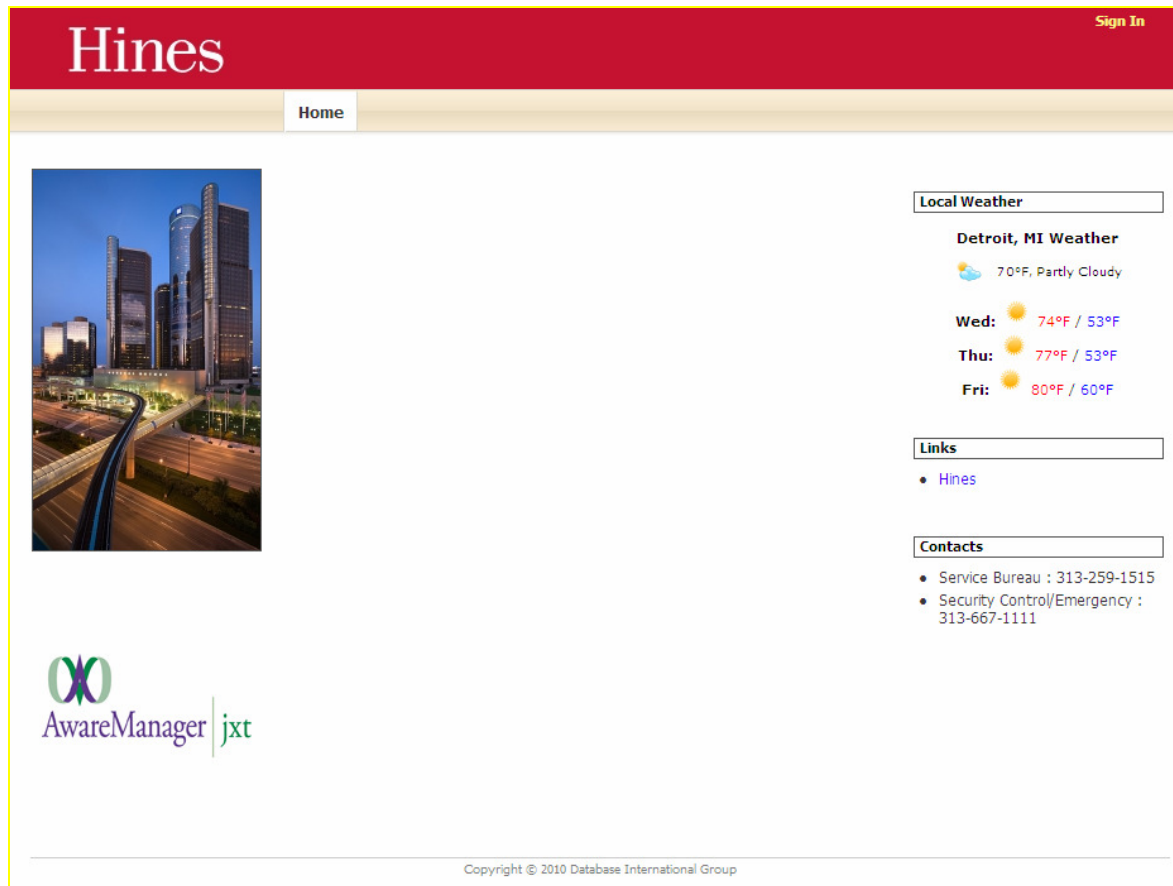 Sign In
Hines
Home
Local Weather
Detroit, MI Weather
70°F, Partly Cloudy
Wed: 74°F / 53°F
Thu: 77°F / 53°F
Fri: 80°F / 60°F
Links
Hines
Contacts
Service Bureau : 313-259-1515
Security Control/Emergency :
313-667-1111
AwareManager jxt
Copyright © 2010 Database International Group